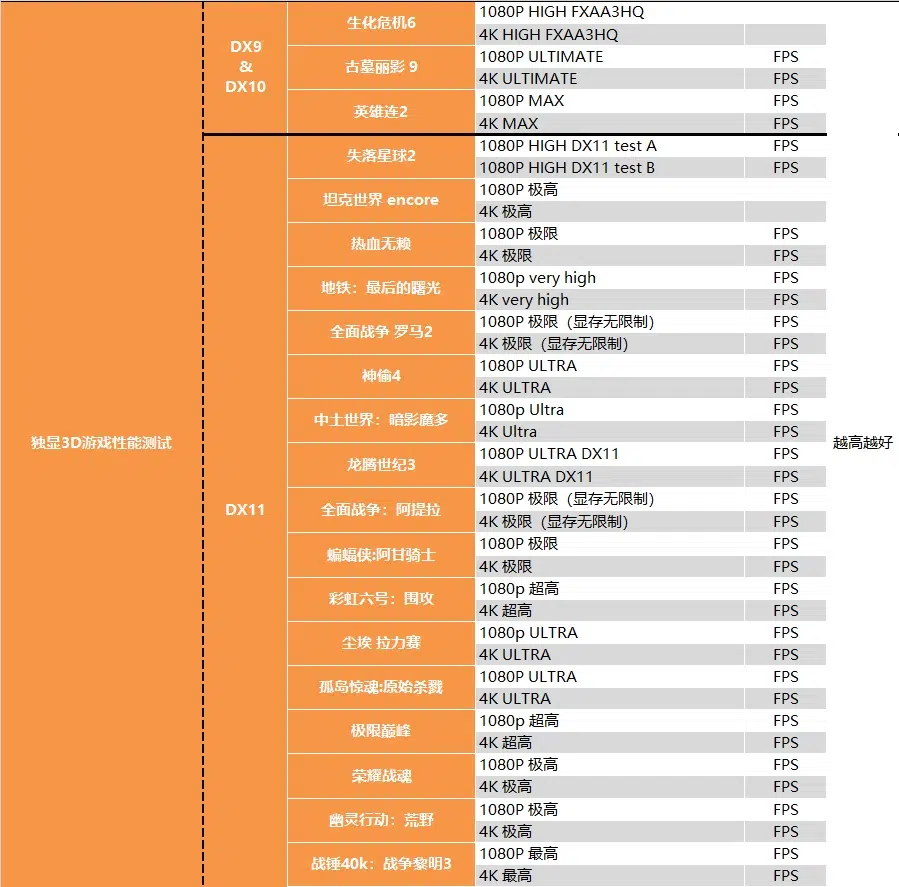 独显3D游戏性能测试
DX9
&
DX10
生化危机6
1080P HIGH FXAA3HQ
4K HIGH FXAA3HQ
古墓丽影 9
1080P ULTIMATE FPS
4K ULTIMATE FPS
英雄连2
1080P MAX FPS
4K MAX FPS
DX11
失落星球2
1080P HIGH DX11 test A FPS
1080P HIGH DX11 test B FPS
坦克世界 encore
1080P 极高
4K 极高
热血无赖
1080P 极限 FPS
4K 极限 FPS
地铁：最后的曙光
1080p very high FPS
4K very high FPS
全面战争 罗马2
1080P 极限（显存无限制） FPS
4K 极限（显存无限制） FPS
神偷4
1080P ULTRA FPS
4K ULTRA FPS
中土世界：暗影魔多
1080p Ultra FPS
4K Ultra FPS
龙腾世纪3
1080P ULTRA DX11 FPS
4K ULTRA DX11 FPS
全面战争：阿提拉
1080P 极限（显存无限制） FPS
4K 极限（显存无限制） FPS
蝙蝠侠:阿甘骑士
1080P 极限 FPS
4K 极限 FPS
彩虹六号：围攻
1080p 超高 FPS
4K 超高 FPS
尘埃 拉力赛
1080p ULTRA FPS
4K ULTRA FPS
孤岛惊魂:原始杀戮
1080P ULTRA FPS
4K ULTRA FPS
极限巅峰
1080p 超高 FPS
4K 超高 FPS
荣耀战魂
1080P 极高 FPS
4K 极高 FPS
幽灵行动：荒野
1080P 极高 FPS
4K 极高 FPS
战锤40k：战争黎明3
1080P 最高 FPS
4K 最高 FPS
越高越好